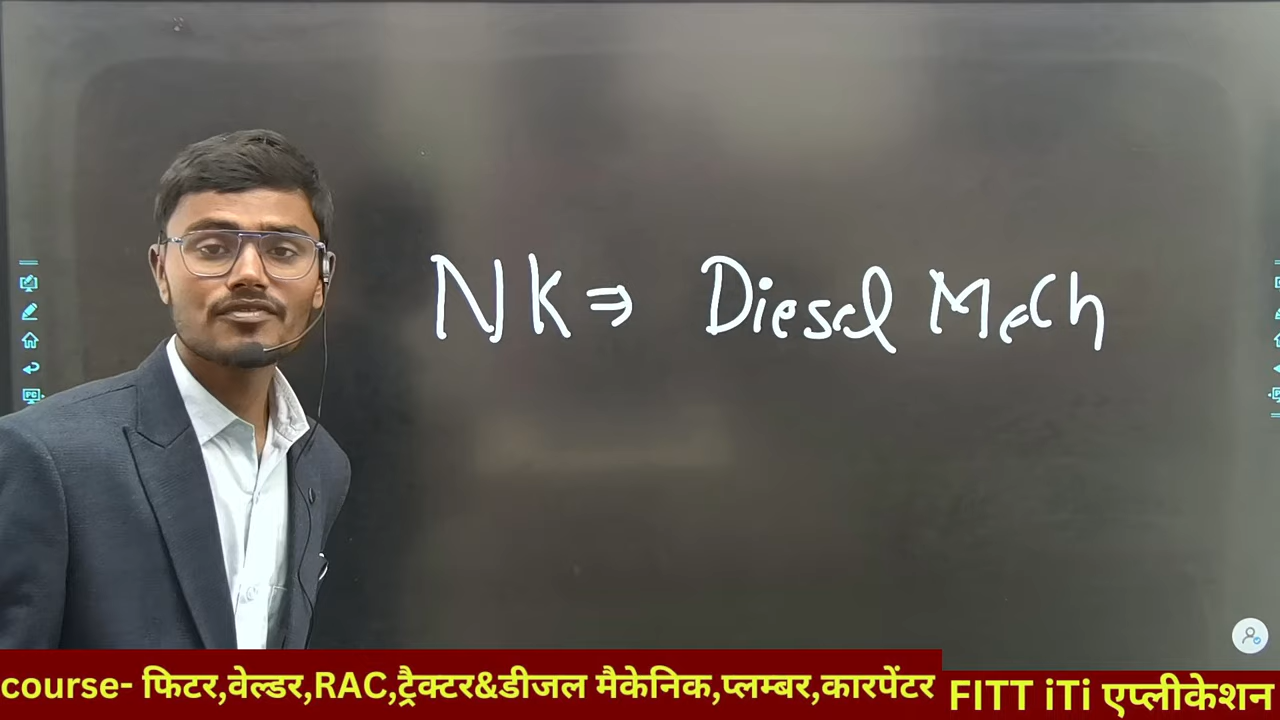 NK ⇒ Diesel Mech
course- फिटर,वेल्डर,RAC,ट्रैक्टर&डीजल मैकेनिक,प्लम्बर,कारपेंटर
FITT iTi एप्लीकेशन